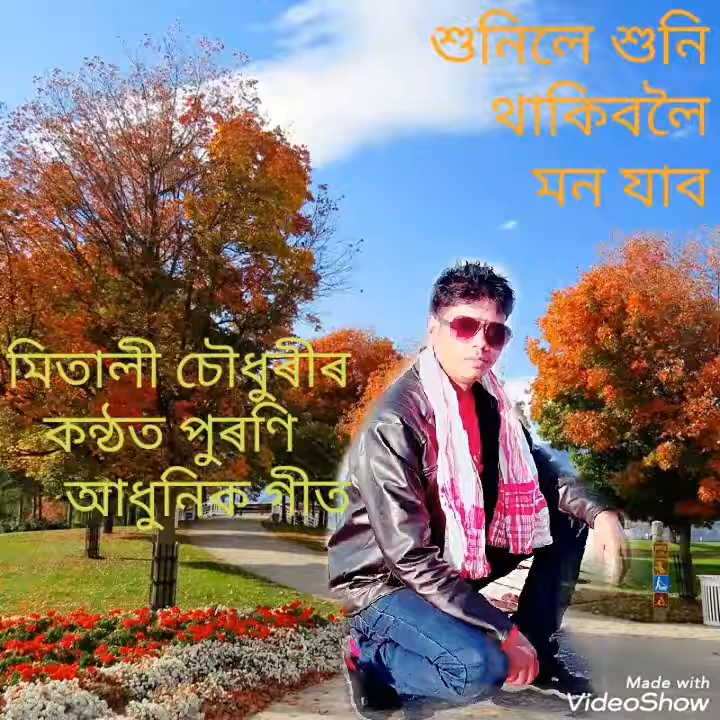 শুনিলে শুনি
থাকিবলৈ
মন যাব
মিতালী চৌধুৰীৰ
কন্ঠত পুৰণি
আধুনিক গীত
Made with
VideoShow